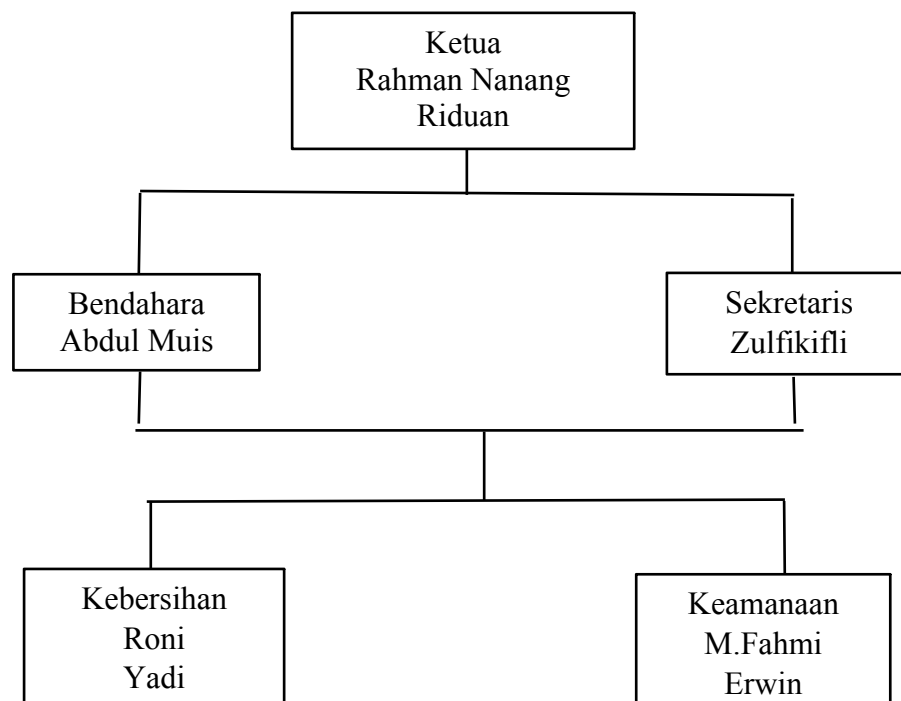 Ketua
Rahman Nanang
Riduan
Bendahara
Abdul Muis
Sekretaris
Zulfikifli
Kebersihan
Roni
Yadi
Keamanaan
M.Fahmi
Erwin